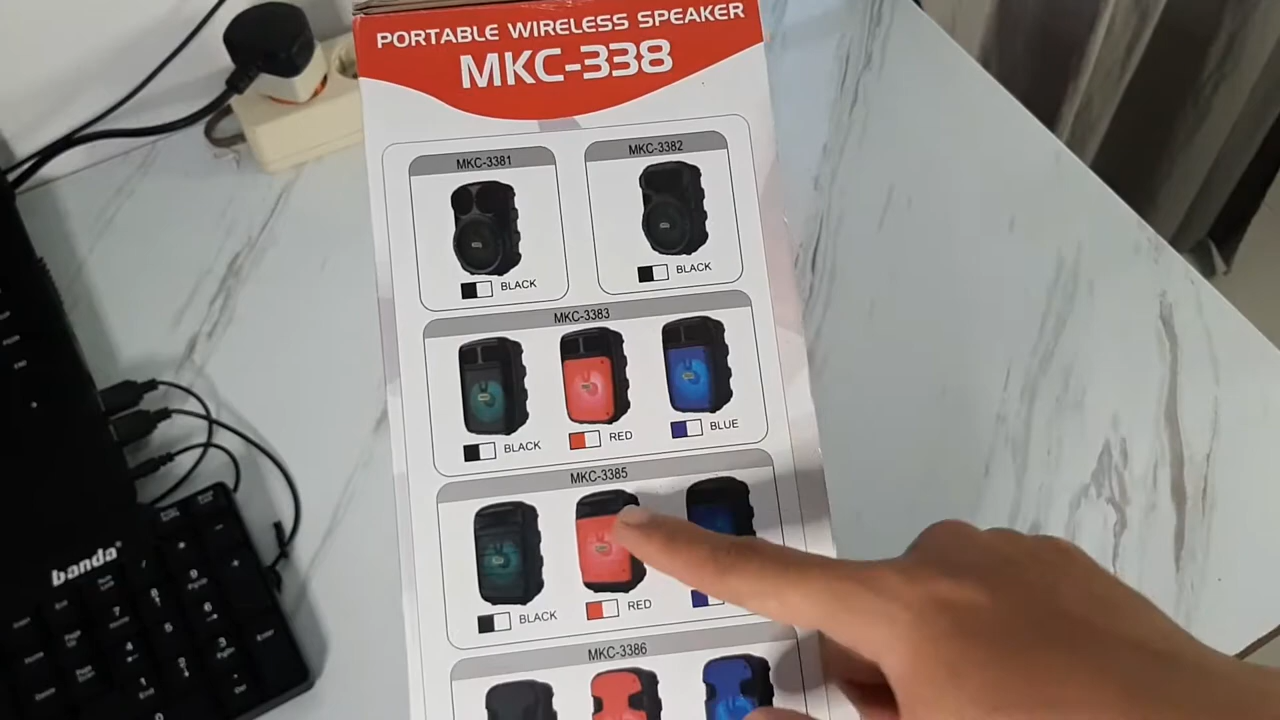 PORTABLE WIRELESS SPEAKER
MKC-338
MKC-3381
MKC-3382
BLACK
BLACK
MKC-3383
BLACK
RED
BLUE
MKC-3385
BLACK
RED
MKC-3386
banda